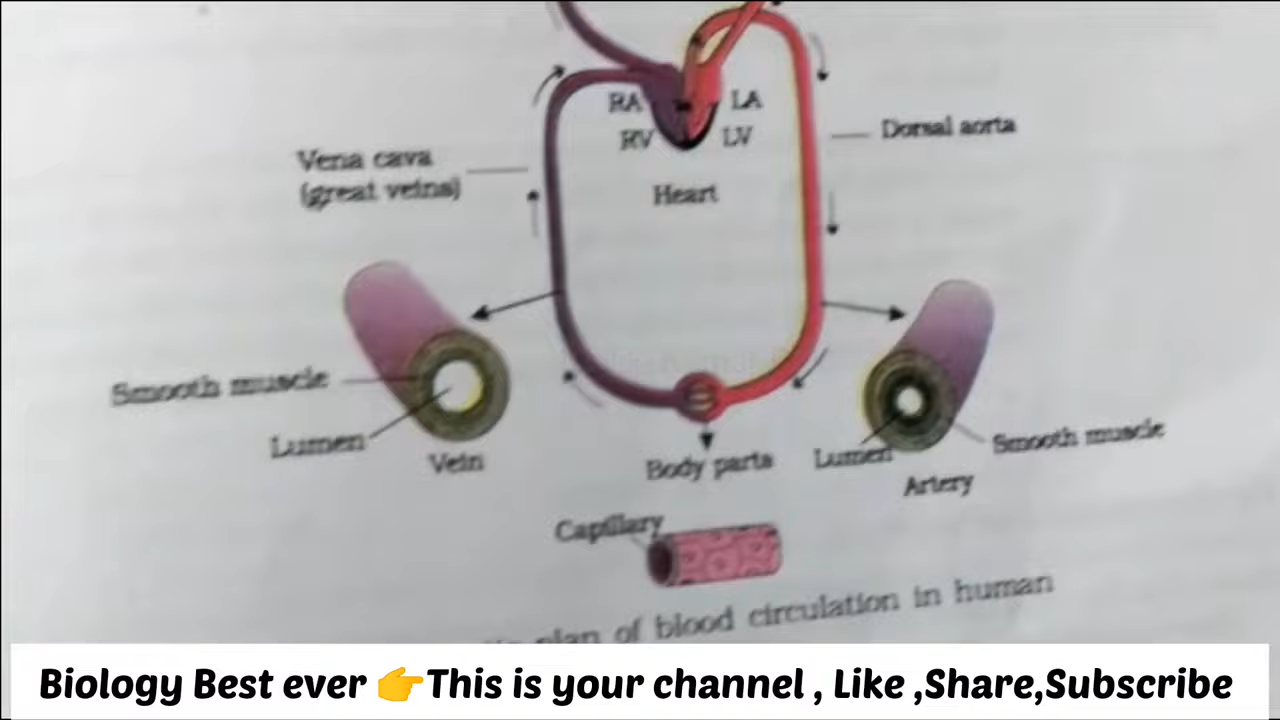 RA
LA
RV
LV
Dorsal aorta
Vena cava
(great veins)
Heart
Smooth muscle
Lumen
Vein
Body parts
Lumen
Smooth muscle
Artery
Capillary
plan of blood circulation in human
Biology Best ever 👉This is your channel , Like ,Share,Subscribe